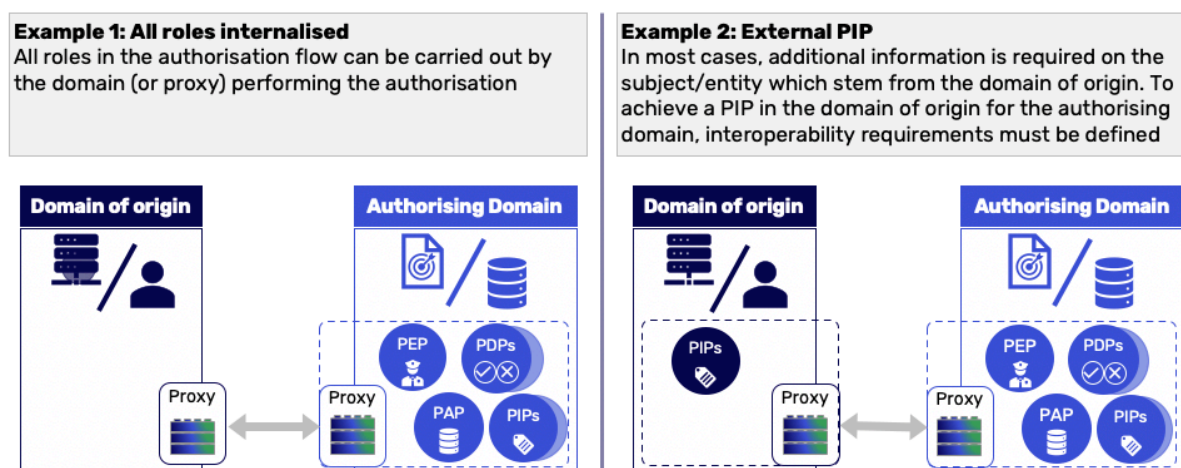 Example 1: All roles internalised
All roles in the authorisation flow can be carried out by
the domain (or proxy) performing the authorisation
Domain of origin
Authorising Domain
PEP
PDPs
Proxy
Proxy
PAP
PIPs
Example 2: External PIP
In most cases, additional information is required on the
subject/entity which stem from the domain of origin. To
achieve a PIP in the domain of origin for the authorising
domain, interoperability requirements must be defined
Domain of origin
Authorising Domain
PIPs
PEP
PDPs
Proxy
Proxy
PAP
PIPs